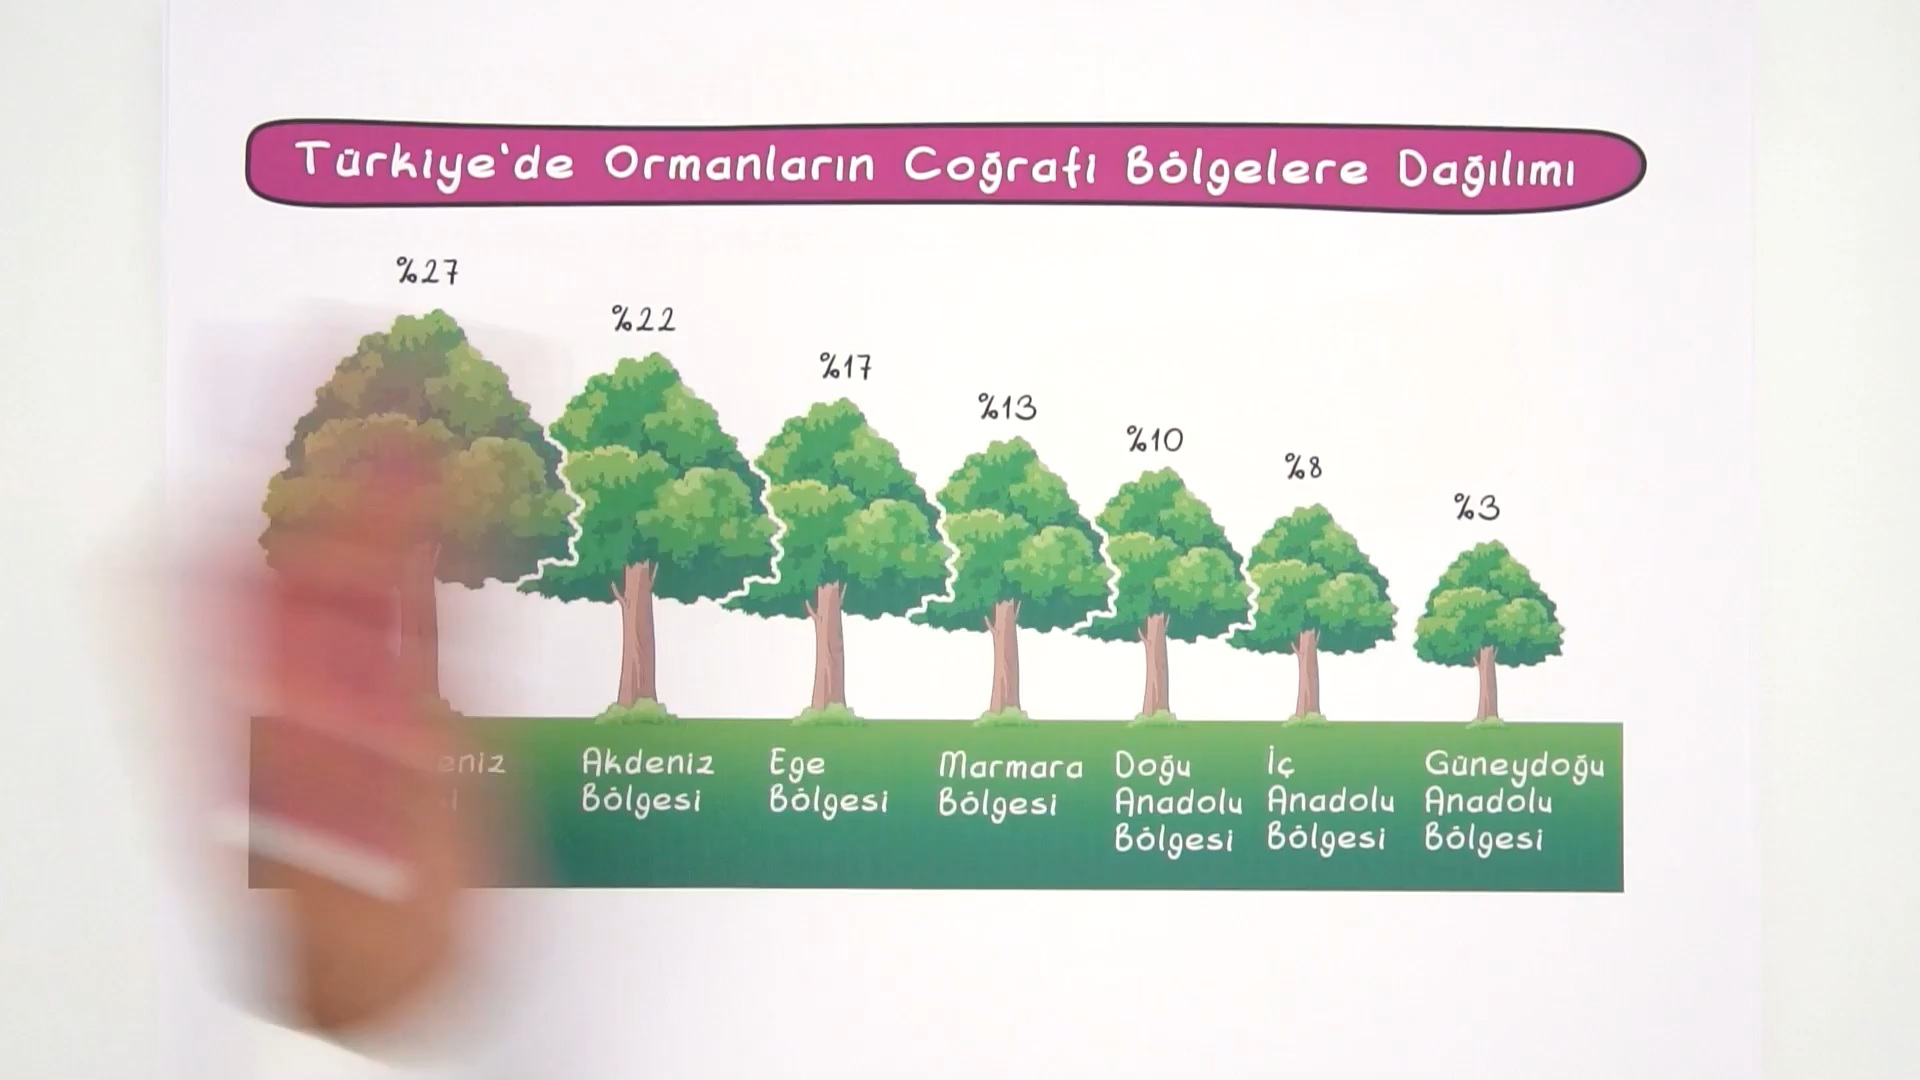 Türkiye'de Ormanların Coğrafi Bölgelere Dağılımı
%27
%22
%17
%13
%10
%8
%3
Akdeniz
Bölgesi
Ege
Bölgesi
Marmara
Bölgesi
Doğu
Anadolu
Bölgesi
İç
Anadolu
Bölgesi
Güneydoğu
Anadolu
Bölgesi